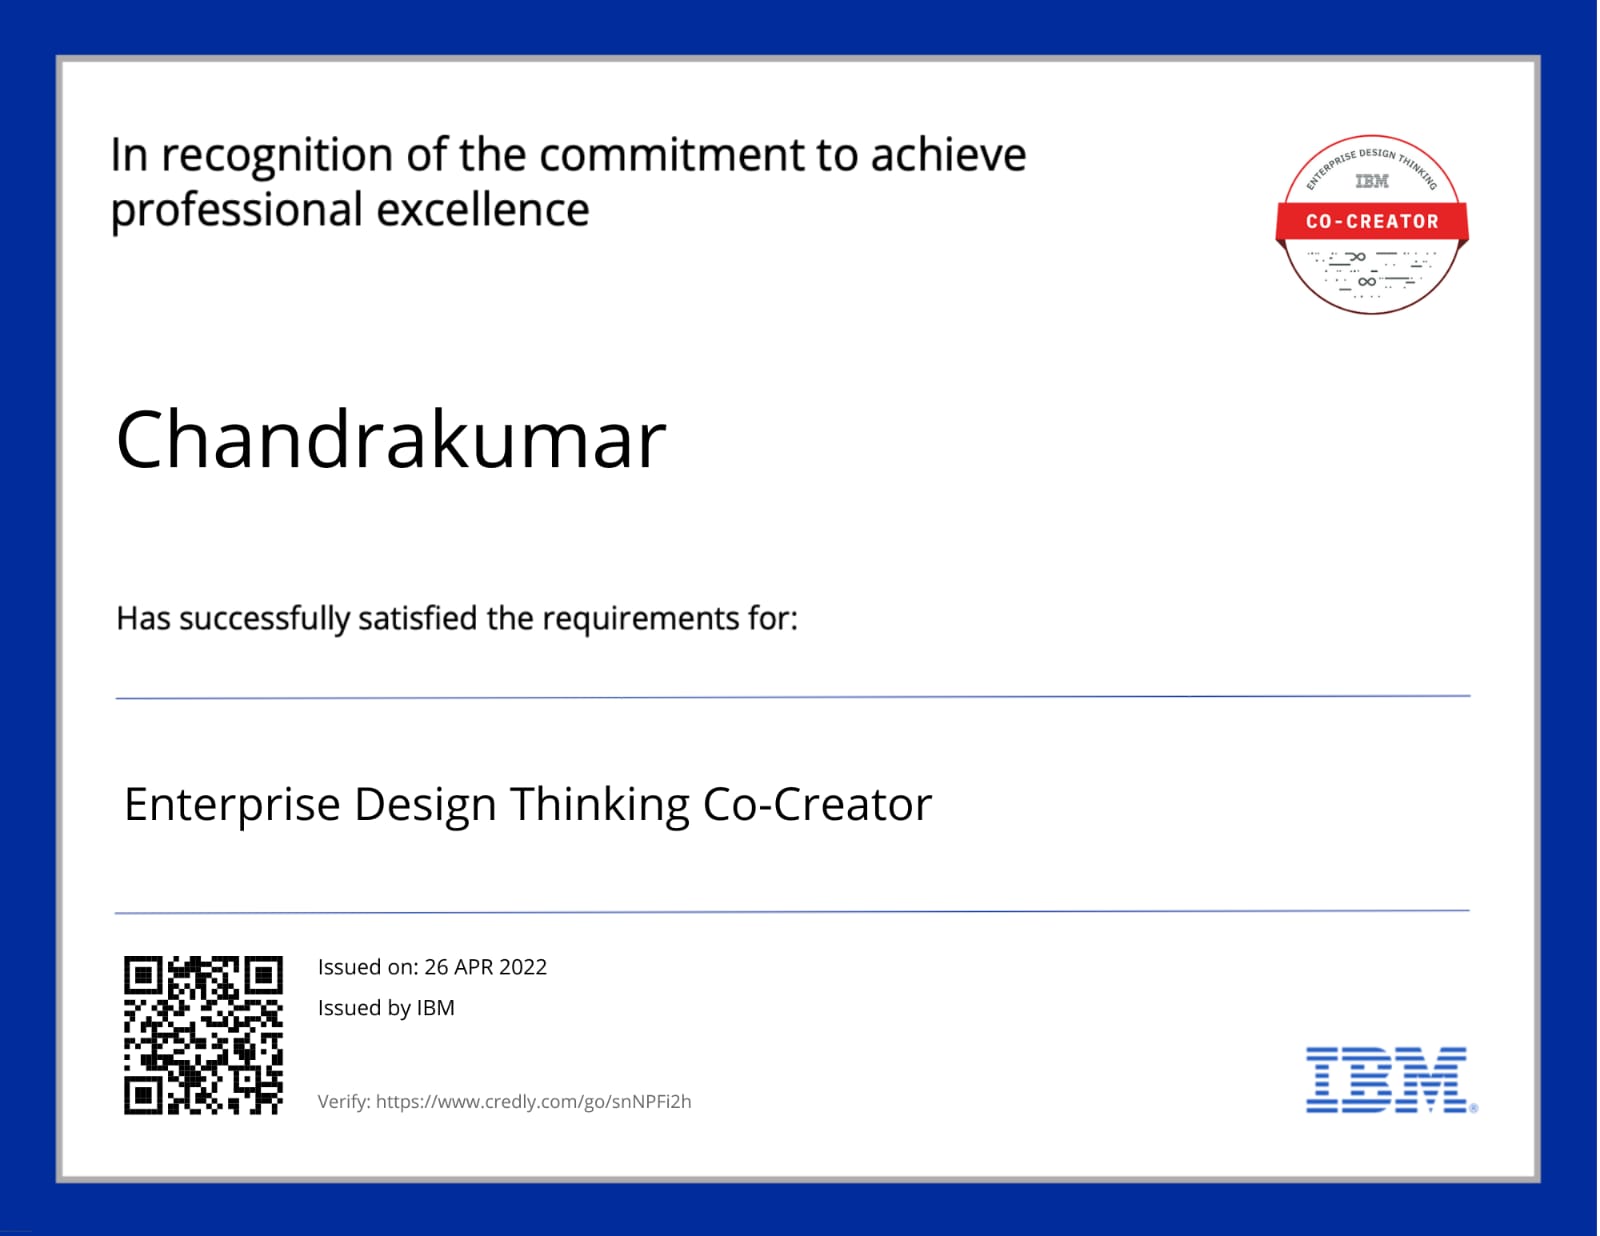 In recognition of the commitment to achieve
professional excellence
ENTERPRISE DESIGN THINKING
IBM
CO-CREATOR
Chandrakumar
Has successfully satisfied the requirements for:
Enterprise Design Thinking Co-Creator
Issued on: 26 APR 2022
Issued by IBM
Verify: https://www.credly.com/go/snNPFi2h
IBM®